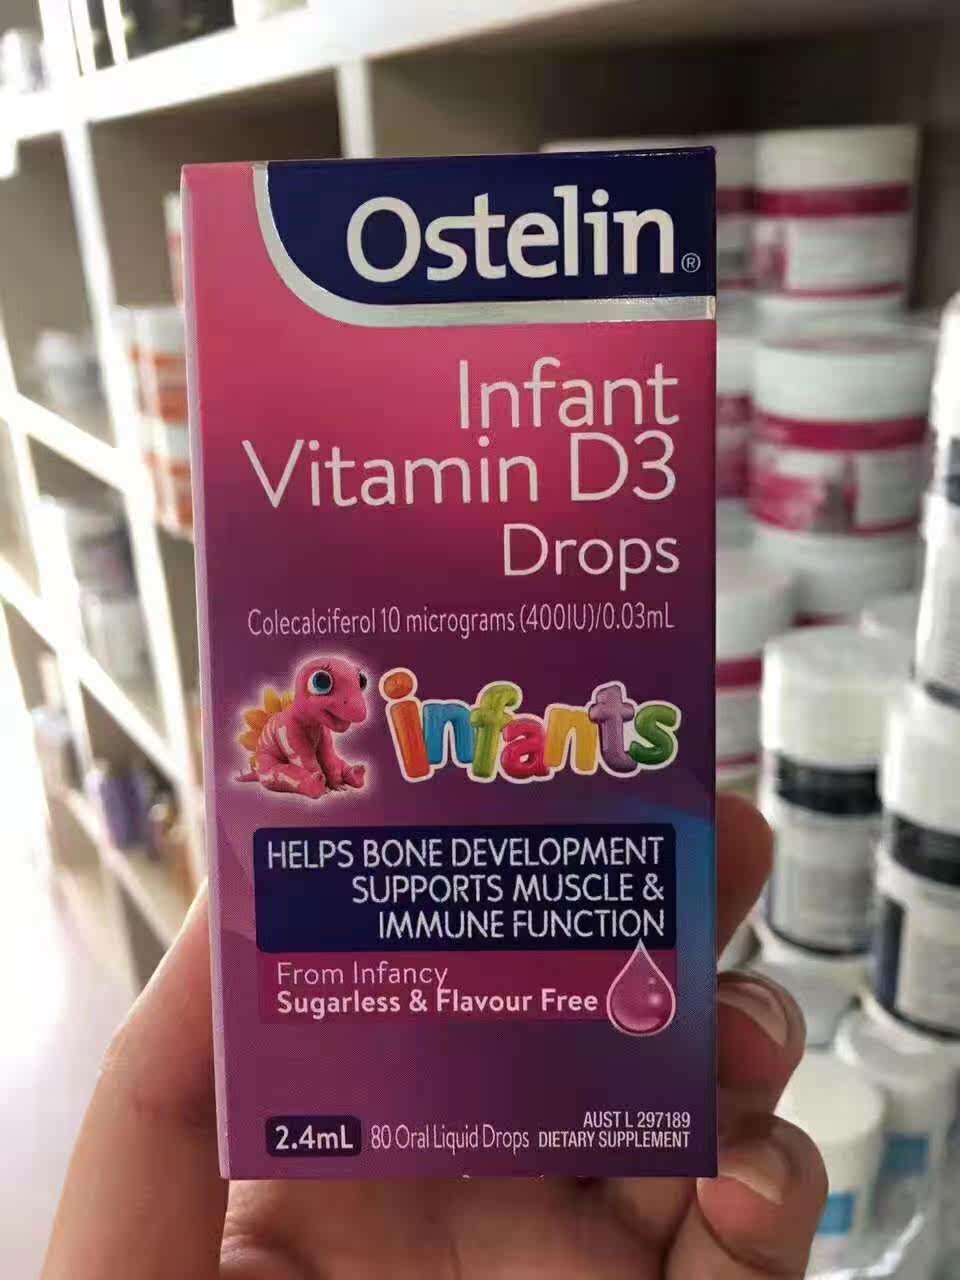 Ostelin®
Infant
Vitamin D3
Drops
Colecalciferol 10 micrograms (400IU)/0.03mL
infants
HELPS BONE DEVELOPMENT
SUPPORTS MUSCLE &
IMMUNE FUNCTION
From Infancy
Sugarless & Flavour Free
2.4mL 80 Oral Liquid Drops
AUST L 297189
DIETARY SUPPLEMENT